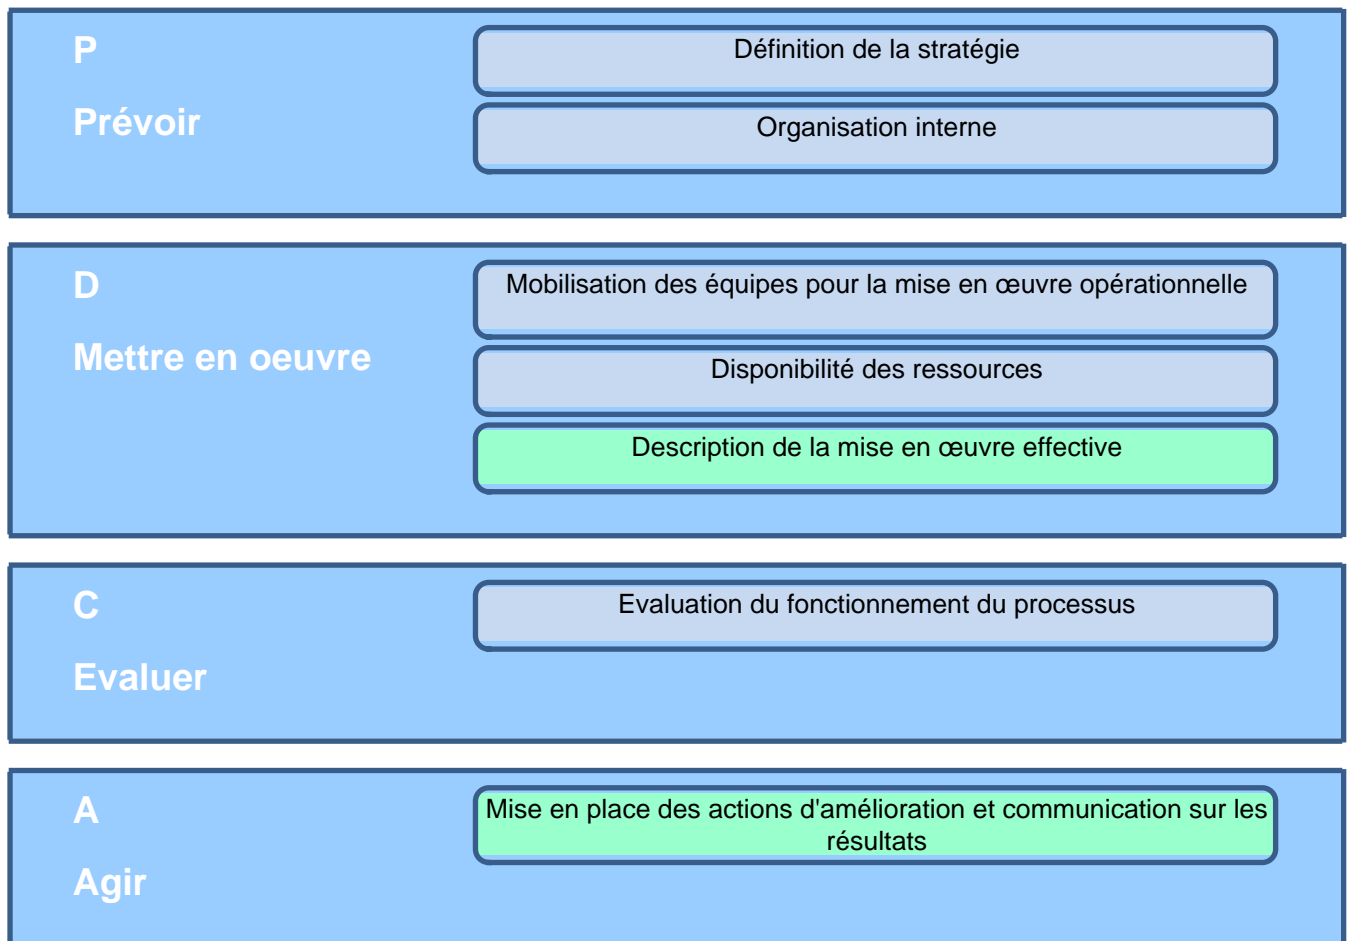 P
Prévoir
Définition de la stratégie
Organisation interne
D
Mettre en oeuvre
Mobilisation des équipes pour la mise en œuvre opérationnelle
Disponibilité des ressources
Description de la mise en œuvre effective
C
Evaluer
Evaluation du fonctionnement du processus
A
Agir
Mise en place des actions d'amélioration et communication sur les
résultats